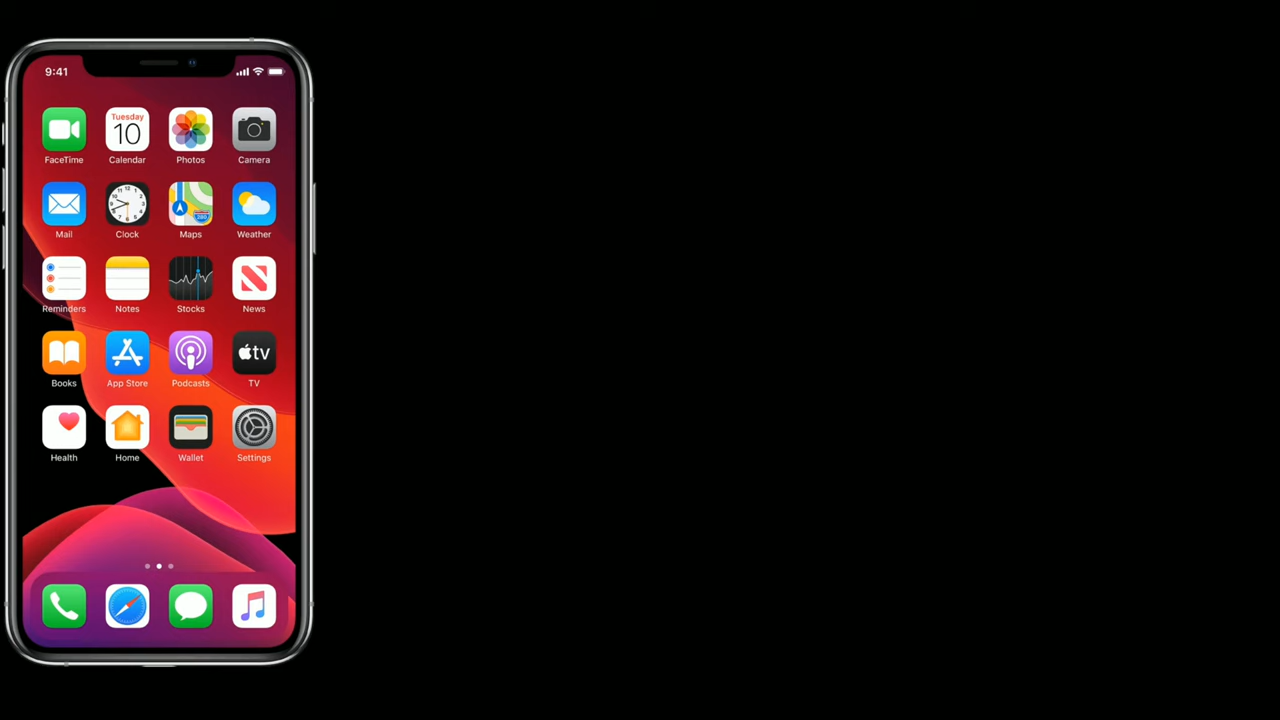 9:41
Tuesday
10
FaceTime Calendar Photos Camera
Mail Clock Maps Weather
Reminders Notes Stocks News
tv
Books App Store Podcasts TV
Health Home Wallet Settings